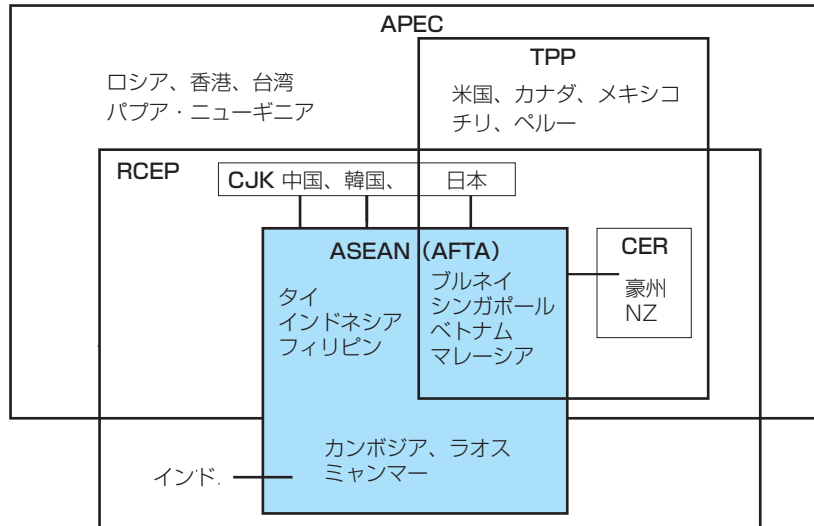 APEC
TPP
ロシア、香港、台湾
パプア・ニューギニア
米国、カナダ、メキシコ
チリ、ペルー
RCEP
CJK 中国、韓国、 日本
ASEAN（AFTA）
CER
タイ
インドネシア
フィリピン
ブルネイ
シンガポール
ベトナム
マレーシア
豪州
NZ
カンボジア、ラオス
ミャンマー
インド.